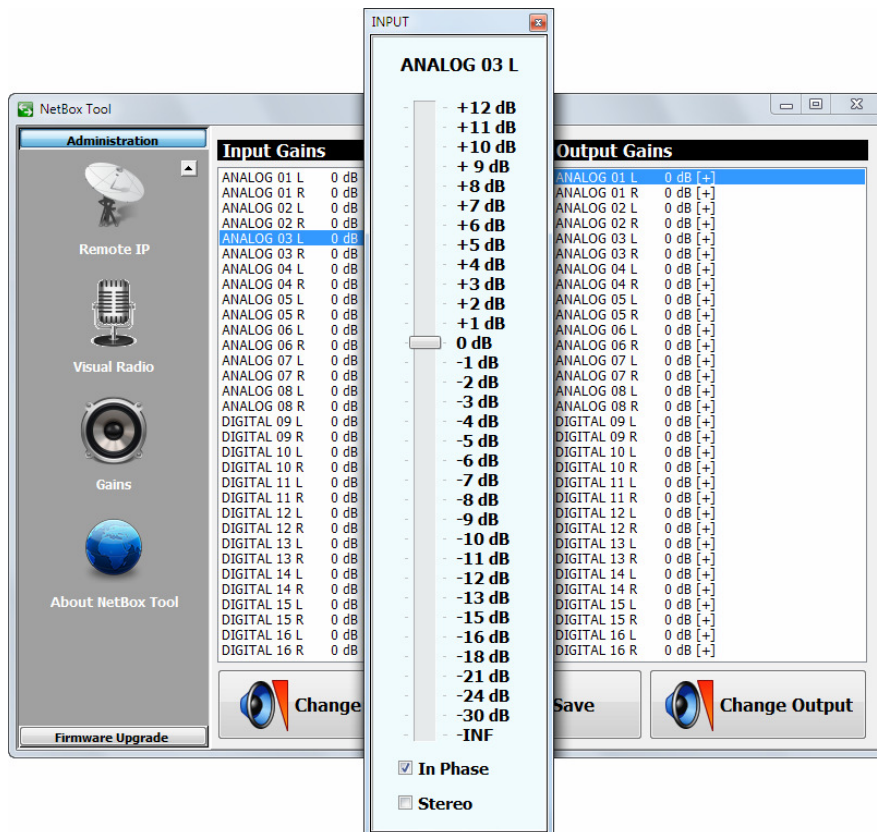 INPUT
ANALOG 03 L
+12 dB
+11 dB
+10 dB
+ 9 dB
+8 dB
+7 dB
+6 dB
+5 dB
+4 dB
+3 dB
+2 dB
+1 dB
0 dB
-1 dB
-2 dB
-3 dB
-4 dB
-5 dB
-6 dB
-7 dB
-8 dB
-9 dB
-10 dB
-11 dB
-12 dB
-13 dB
-15 dB
-16 dB
-18 dB
-21 dB
-24 dB
-30 dB
-INF
In Phase
Stereo
NetBox Tool
Administration
Remote IP
Visual Radio
Gains
About NetBox Tool
Firmware Upgrade
Input Gains
ANALOG 01 L 0 dB
ANALOG 01 R 0 dB
ANALOG 02 L 0 dB
ANALOG 02 R 0 dB
ANALOG 03 L 0 dB
ANALOG 03 R 0 dB
ANALOG 04 L 0 dB
ANALOG 04 R 0 dB
ANALOG 05 L 0 dB
ANALOG 05 R 0 dB
ANALOG 06 L 0 dB
ANALOG 06 R 0 dB
ANALOG 07 L 0 dB
ANALOG 07 R 0 dB
ANALOG 08 L 0 dB
ANALOG 08 R 0 dB
DIGITAL 09 L 0 dB
DIGITAL 09 R 0 dB
DIGITAL 10 L 0 dB
DIGITAL 10 R 0 dB
DIGITAL 11 L 0 dB
DIGITAL 11 R 0 dB
DIGITAL 12 L 0 dB
DIGITAL 12 R 0 dB
DIGITAL 13 L 0 dB
DIGITAL 13 R 0 dB
DIGITAL 14 L 0 dB
DIGITAL 14 R 0 dB
DIGITAL 15 L 0 dB
DIGITAL 15 R 0 dB
DIGITAL 16 L 0 dB
DIGITAL 16 R 0 dB
Change
Output Gains
ANALOG 01 L 0 dB [+]
ANALOG 01 R 0 dB [+]
ANALOG 02 L 0 dB [+]
ANALOG 02 R 0 dB [+]
ANALOG 03 L 0 dB [+]
ANALOG 03 R 0 dB [+]
ANALOG 04 L 0 dB [+]
ANALOG 04 R 0 dB [+]
ANALOG 05 L 0 dB [+]
ANALOG 05 R 0 dB [+]
ANALOG 06 L 0 dB [+]
ANALOG 06 R 0 dB [+]
ANALOG 07 L 0 dB [+]
ANALOG 07 R 0 dB [+]
ANALOG 08 L 0 dB [+]
ANALOG 08 R 0 dB [+]
DIGITAL 09 L 0 dB [+]
DIGITAL 09 R 0 dB [+]
DIGITAL 10 L 0 dB [+]
DIGITAL 10 R 0 dB [+]
DIGITAL 11 L 0 dB [+]
DIGITAL 11 R 0 dB [+]
DIGITAL 12 L 0 dB [+]
DIGITAL 12 R 0 dB [+]
DIGITAL 13 L 0 dB [+]
DIGITAL 13 R 0 dB [+]
DIGITAL 14 L 0 dB [+]
DIGITAL 14 R 0 dB [+]
DIGITAL 15 L 0 dB [+]
DIGITAL 15 R 0 dB [+]
DIGITAL 16 L 0 dB [+]
DIGITAL 16 R 0 dB [+]
Save
Change Output